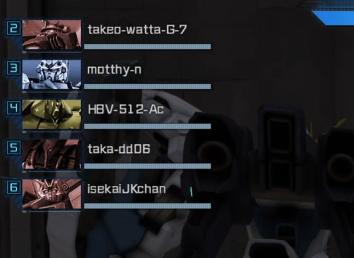 2 takeo-watta-G-7
3 motthy-n
4 HBV-512-Ac
5 taka-dd06
6 isekaiJKchan